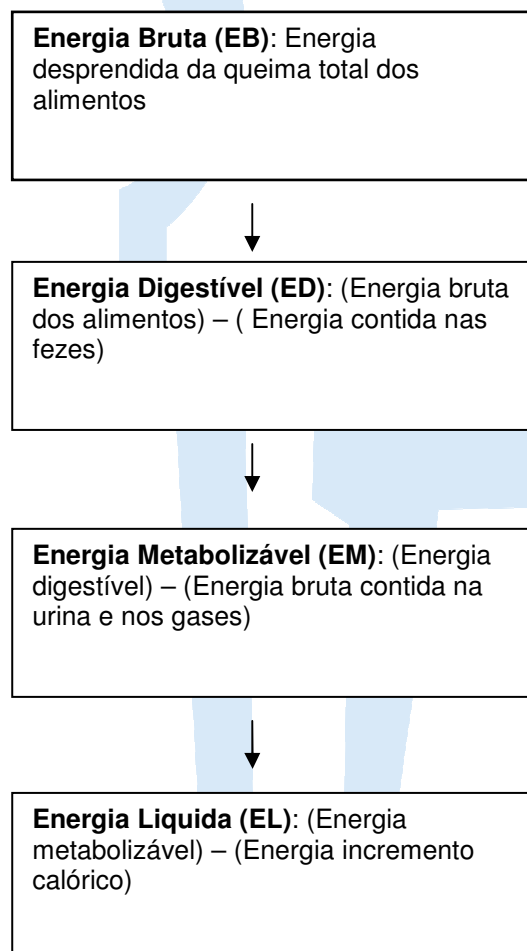 Energia Bruta (EB): Energia
desprendida da queima total dos
alimentos
Energia Digestível (ED): (Energia bruta
dos alimentos) – ( Energia contida nas
fezes)
Energia Metabolizável (EM): (Energia
digestível) – (Energia bruta contida na
urina e nos gases)
Energia Liquida (EL): (Energia
metabolizável) – (Energia incremento
calórico)